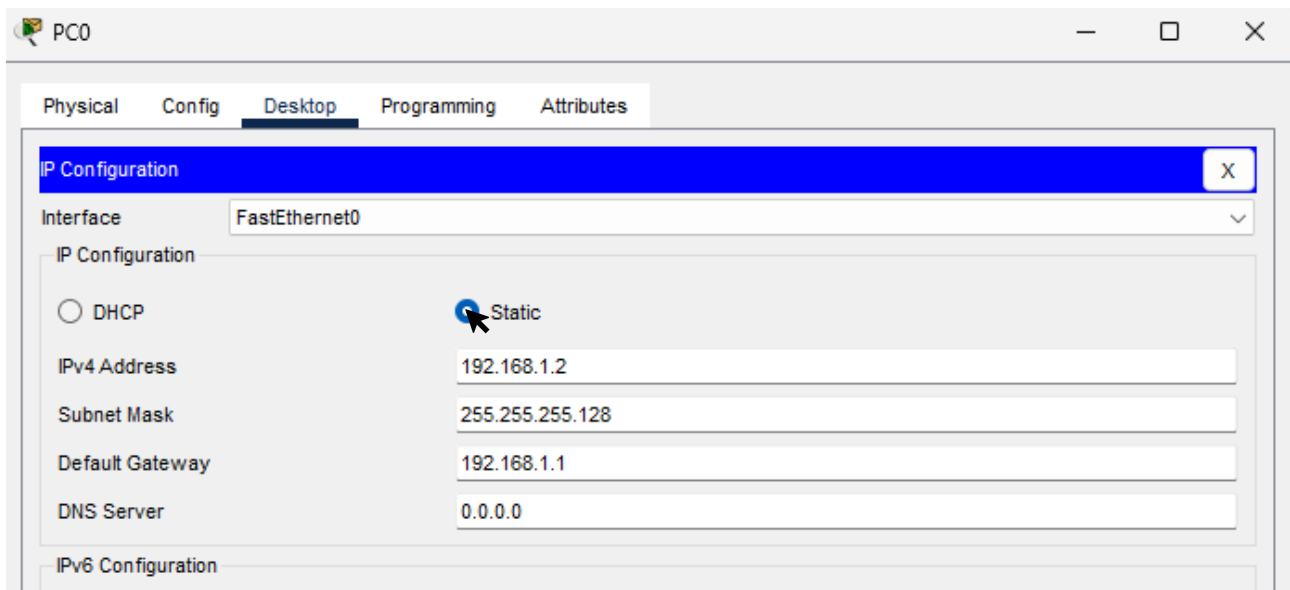 PC0
Physical Config Desktop Programming Attributes
IP Configuration X
Interface FastEthernet0
IP Configuration
DHCP Static
IPv4 Address 192.168.1.2
Subnet Mask 255.255.255.128
Default Gateway 192.168.1.1
DNS Server 0.0.0.0
IPv6 Configuration